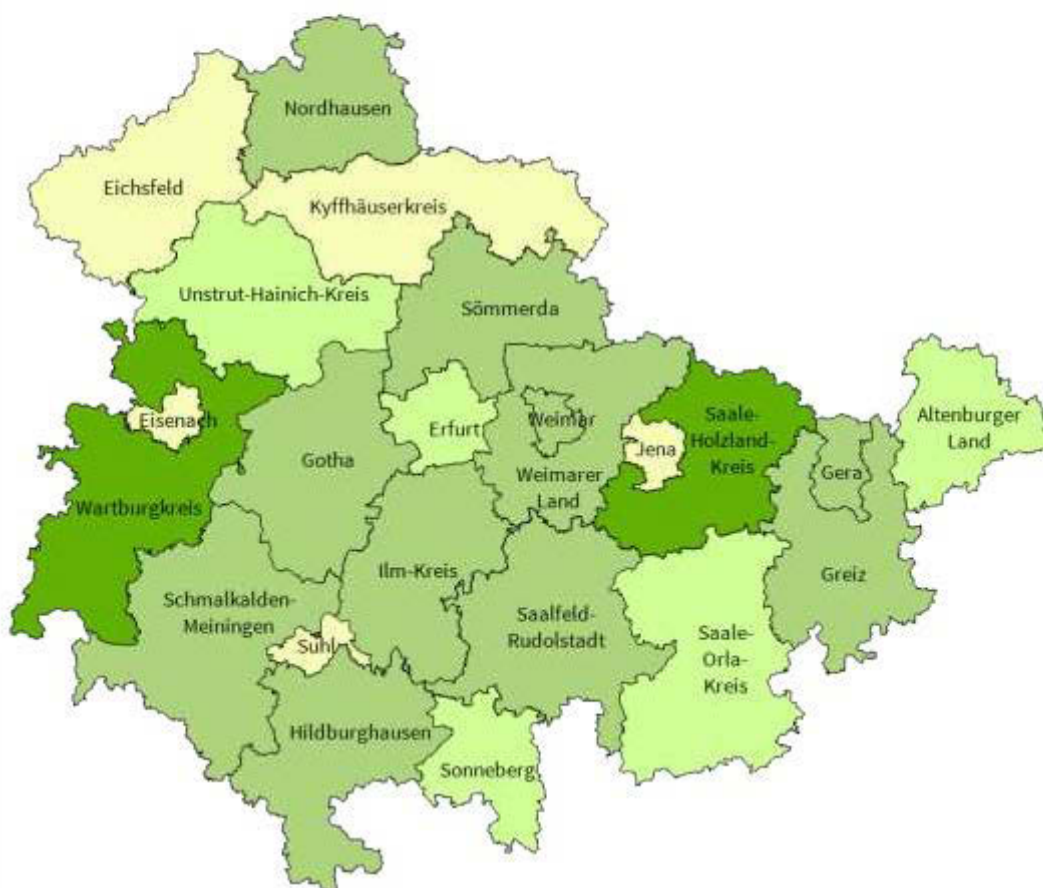 Nordhausen
Eichsfeld
Kyffhäuserkreis
Unstrut-Hainich-Kreis
Sömmerda
Eisenach
Erfurt
Weimar
Jena
Saale-
Holzland-
Kreis
Altenburger
Land
Gotha
Weimarer
Land
Gera
Wartburgkreis
Ilm-Kreis
Greiz
Schmalkalden-
Meiningen
Suhl
Saalfeld-
Rudolstadt
Saale-
Orla-
Kreis
Hildburghausen
Sonneberg